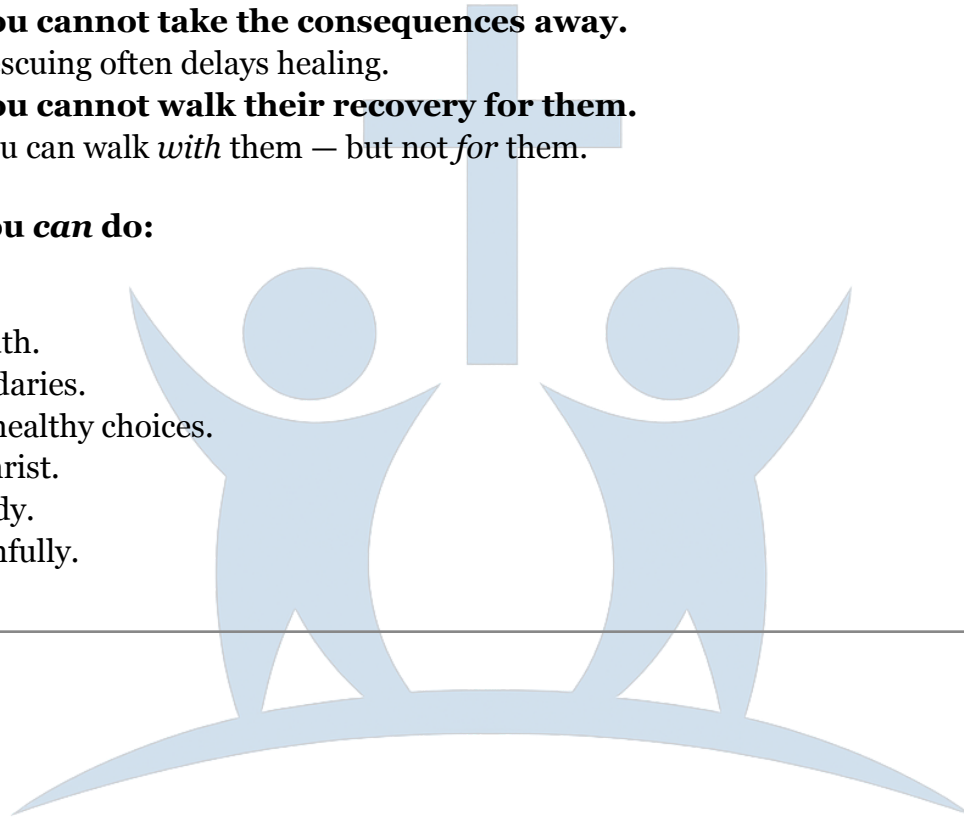 ou cannot take the consequences away.
scuing often delays healing.
ou cannot walk their recovery for them.
u can walk with them — but not for them.
ou can do:
th.
daries.
healthy choices.
rist.
dy.
nfully.